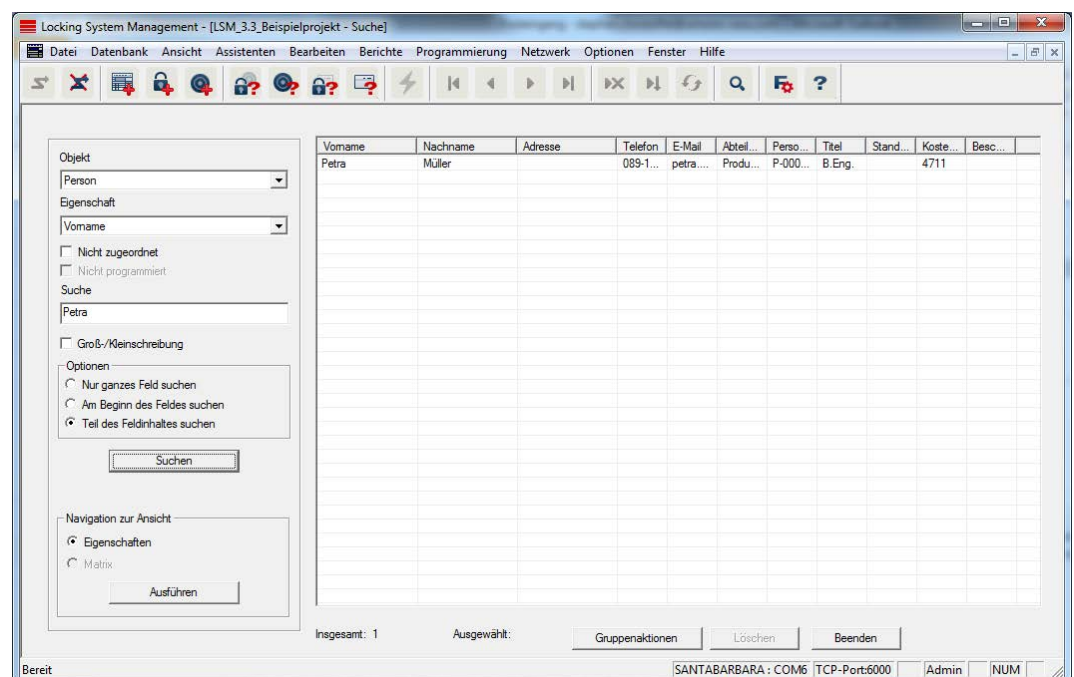 Locking System Management - [LSM_3.3_Beispielprojekt - Suche]
Datei Datenbank Ansicht Assistenten Bearbeiten Berichte Programmierung Netzwerk Optionen Fenster Hilfe
Objekt
Person
Eigenschaft
Vorname
Nicht zugeordnet
Nicht programmiert
Suche
Petra
Groß-/Kleinschreibung
Optionen
Nur ganzes Feld suchen
Am Beginn des Feldes suchen
Teil des Feldinhaltes suchen
Suchen
Navigation zur Ansicht
Eigenschaften
Matrix
Ausführen
Vorname Nachname Adresse Telefon E-Mail Abteil... Perso... Titel Stand... Koste... Besc...
Petra Müller 089-1... petra.... Produ... P-000... B.Eng. 4711
Insgesamt: 1 Ausgewählt: Gruppenaktionen Löschen Beenden
Bereit SANTABARBARA : COM6 TCP-Port:6000 Admin NUM